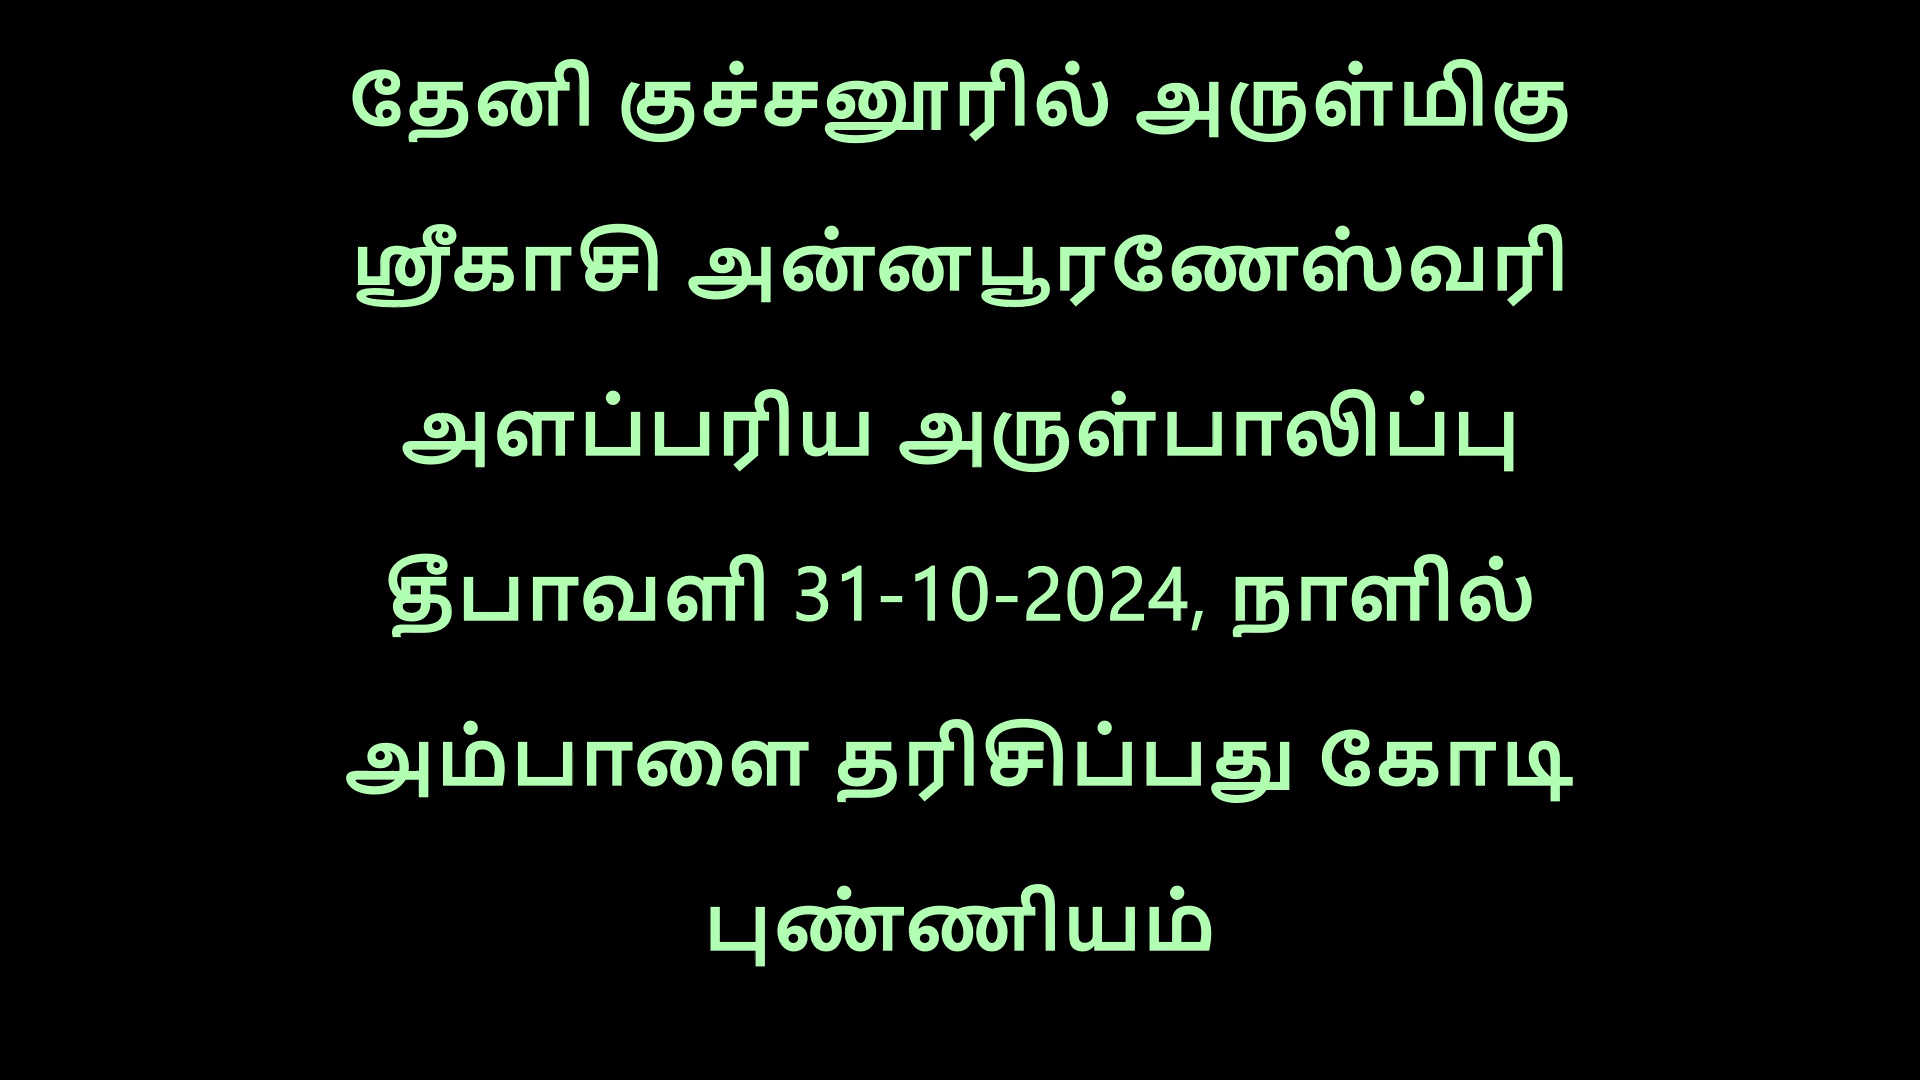 தேனி குச்சனூரில் அருள்மிகு
ஸ்ரீகாசி அன்னபூரணேஸ்வரி
அளப்பரிய அருள்பாலிப்பு
தீபாவளி 31-10-2024, நாளில்
அம்பாளை தரிசிப்பது கோடி
புண்ணியம்